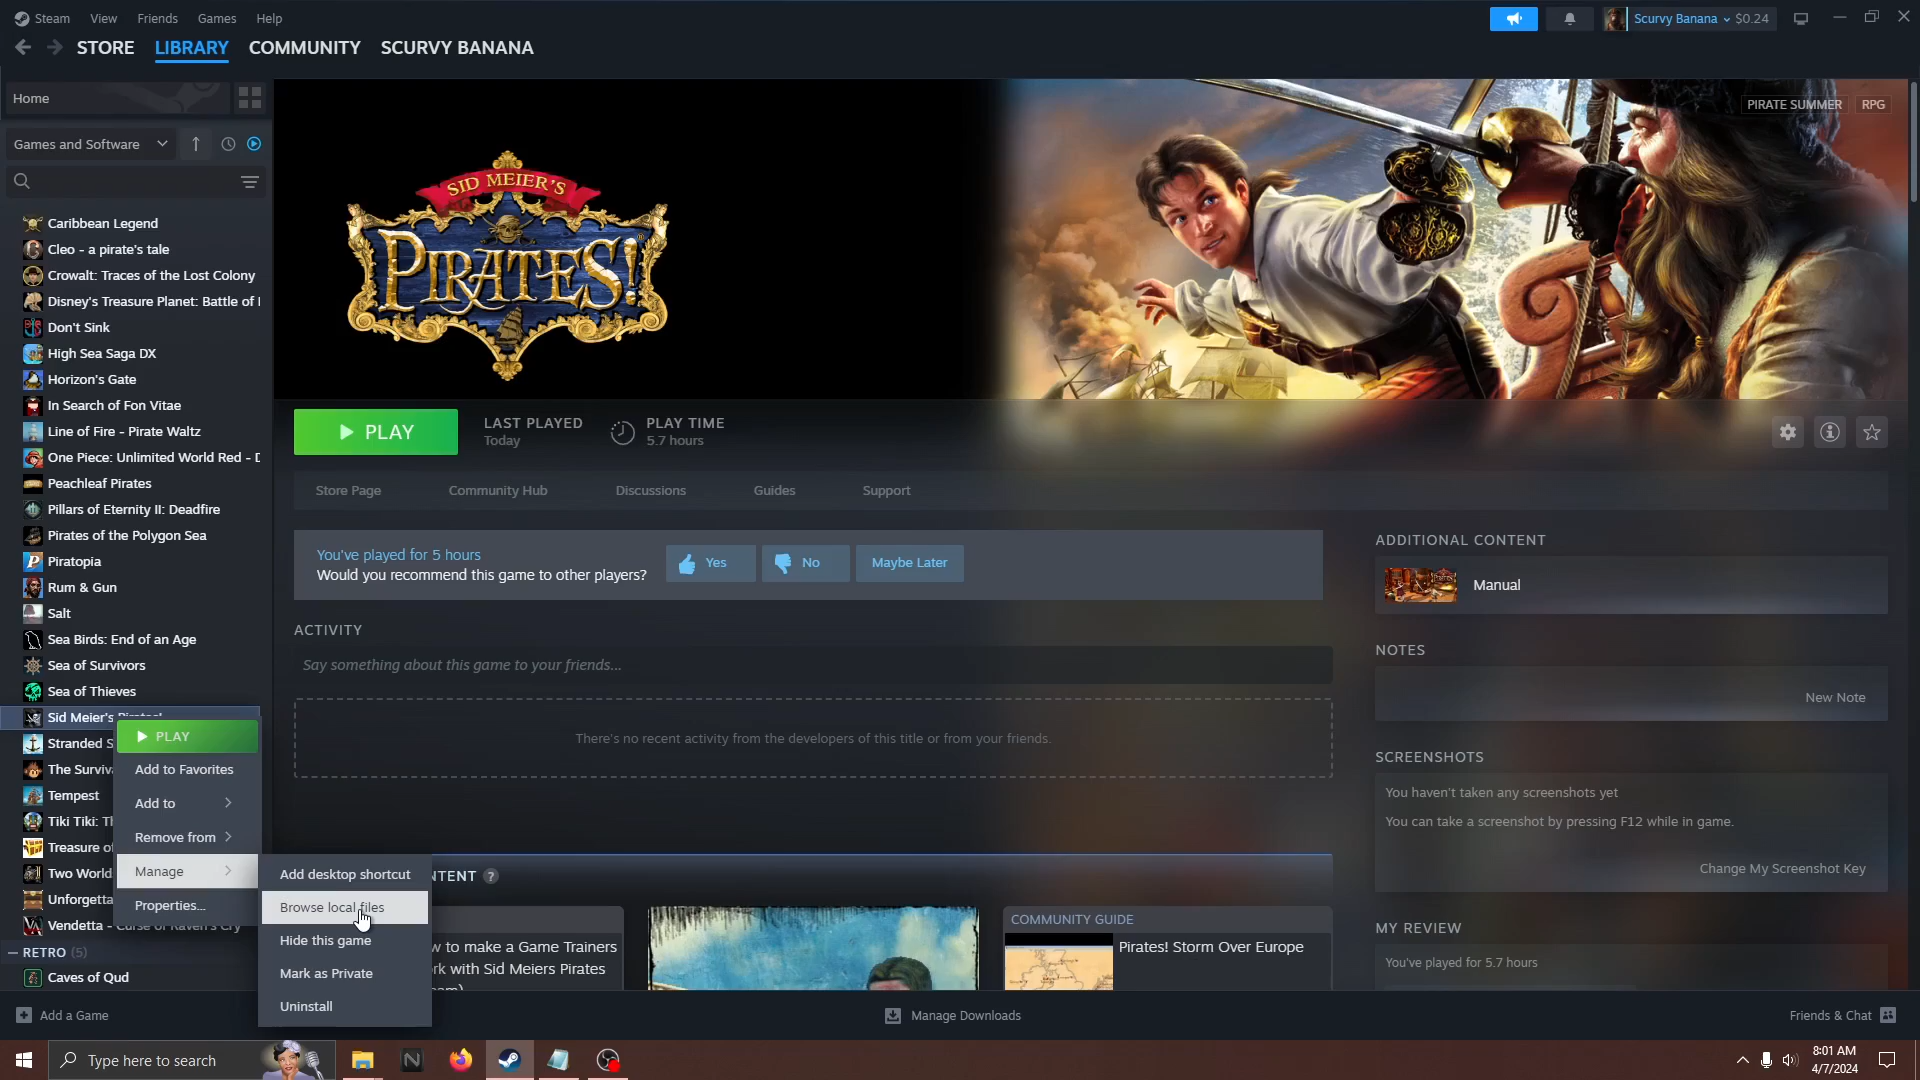 Steam View Friends Games Help
Scurvy Banana $0.24
STORE LIBRARY COMMUNITY SCURVY BANANA
Home
PIRATE SUMMER RPG
Games and Software
SID MEIER'S
PIRATES!
Caribbean Legend
Cleo - a pirate's tale
Crowalt: Traces of the Lost Colony
Disney's Treasure Planet: Battle of
Don't Sink
High Sea Saga DX
Horizon's Gate
In Search of Fon Vitae
Line of Fire - Pirate Waltz
One Piece: Unlimited World Red -
Peachleaf Pirates
Pillars of Eternity II: Deadfire
Pirates of the Polygon Sea
Piratopia
Rum & Gun
Salt
Sea Birds: End of an Age
Sea of Survivors
Sea of Thieves
Sid Meier's Pirates!
Stranded S
The Surviv
Tempest
Tiki Tiki: T
Treasure o
Two World
Unforgetta
Vendetta - Curse of Raven's Cry
RETRO (5)
Caves of Qud
PLAY
Add to Favorites
Add to
Remove from
Manage
Properties...
Add desktop shortcut
Browse local files
Hide this game
Mark as Private
Uninstall
PLAY
LAST PLAYED
Today
PLAY TIME
5.7 hours
Store Page Community Hub Discussions Guides Support
You've played for 5 hours
Would you recommend this game to other players?
Yes No Maybe Later
ACTIVITY
Say something about this game to your friends...
There's no recent activity from the developers of this title or from your friends.
NTENT ?
w to make a Game Trainers
rk with Sid Meiers Pirates
COMMUNITY GUIDE
Pirates! Storm Over Europe
ADDITIONAL CONTENT
Manual
NOTES
New Note
SCREENSHOTS
You haven't taken any screenshots yet
You can take a screenshot by pressing F12 while in game.
Change My Screenshot Key
MY REVIEW
You've played for 5.7 hours
Add a Game
Manage Downloads
Friends & Chat
Type here to search
8:01 AM
4/7/2024